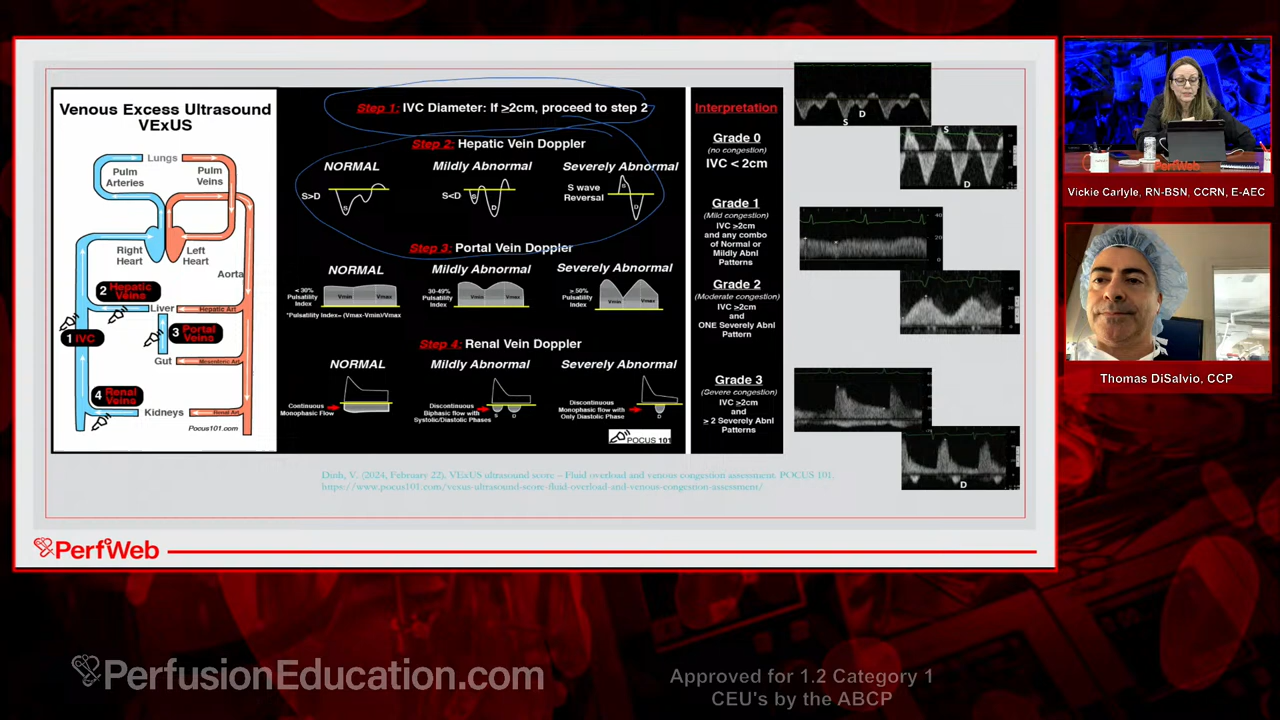 Venous Excess Ultrasound
VExUS
Lungs
Pulm
Arteries
Pulm
Veins
Right
Heart
Left
Heart
Aorta
2 Hepatic
Veins
Liver
Hepatic Art
1 IVC
3 Portal
Veins
Gut
Mesenteric Art
4 Renal
Veins
Kidneys
Renal Art
Pocus101.com
Step 1: IVC Diameter: If ≥2cm, proceed to step 2
Step 2: Hepatic Vein Doppler
NORMAL
Mildly Abnormal
Severely Abnormal
S>D
S
D
S<D
S
D
S wave
Reversal
S
D
Step 3: Portal Vein Doppler
NORMAL
Mildly Abnormal
Severely Abnormal
< 30%
Pulsatility
Index
Vmin
Vmax
30-49%
Pulsatility
Index
Vmin
Vmax
≥ 50%
Pulsatility
Index
Vmin
Vmax
*Pulsatility Index= (Vmax-Vmin)/Vmax
Step 4: Renal Vein Doppler
NORMAL
Mildly Abnormal
Severely Abnormal
Continuous
Monophasic Flow
Discontinuous
Biphasic flow with
Systolic/Diastolic Phases
S
D
Discontinuous
Monophasic flow with
Only Diastolic Phase
D
POCUS 101
Interpretation
Grade 0
(no congestion)
IVC < 2cm
Grade 1
(Mild congestion)
IVC ≥2cm
and any combo
of Normal or
Mildly Abnl
Patterns
Grade 2
(Moderate congestion)
IVC ≥2cm
and
ONE Severely Abnl
Pattern
Grade 3
(Severe congestion)
IVC ≥2cm
and
≥ 2 Severely Abnl
Patterns
D
S
S
D
40
20
D
Dinh, V. (2024, February 22). VExUS ultrasound score – Fluid overload and venous congestion assessment. POCUS 101.
https://www.pocus101.com/vexus-ultrasound-score-fluid-overload-and-venous-congestion-assessment/
PerfWeb
PerfWeb
Vickie Carlyle, RN-BSN, CCRN, E-AEC
Thomas DiSalvio, CCP
PerfusionEducation.com
Approved for 1.2 Category 1
CEU's by the ABCP